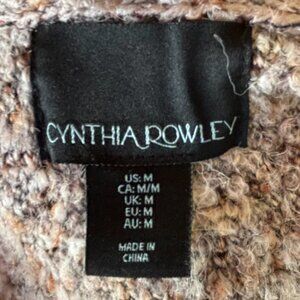 CYNTHIA ROWLEY
US: M
CA: M/M
UK: M
EU: M
AU: M
MADE IN
CHINA